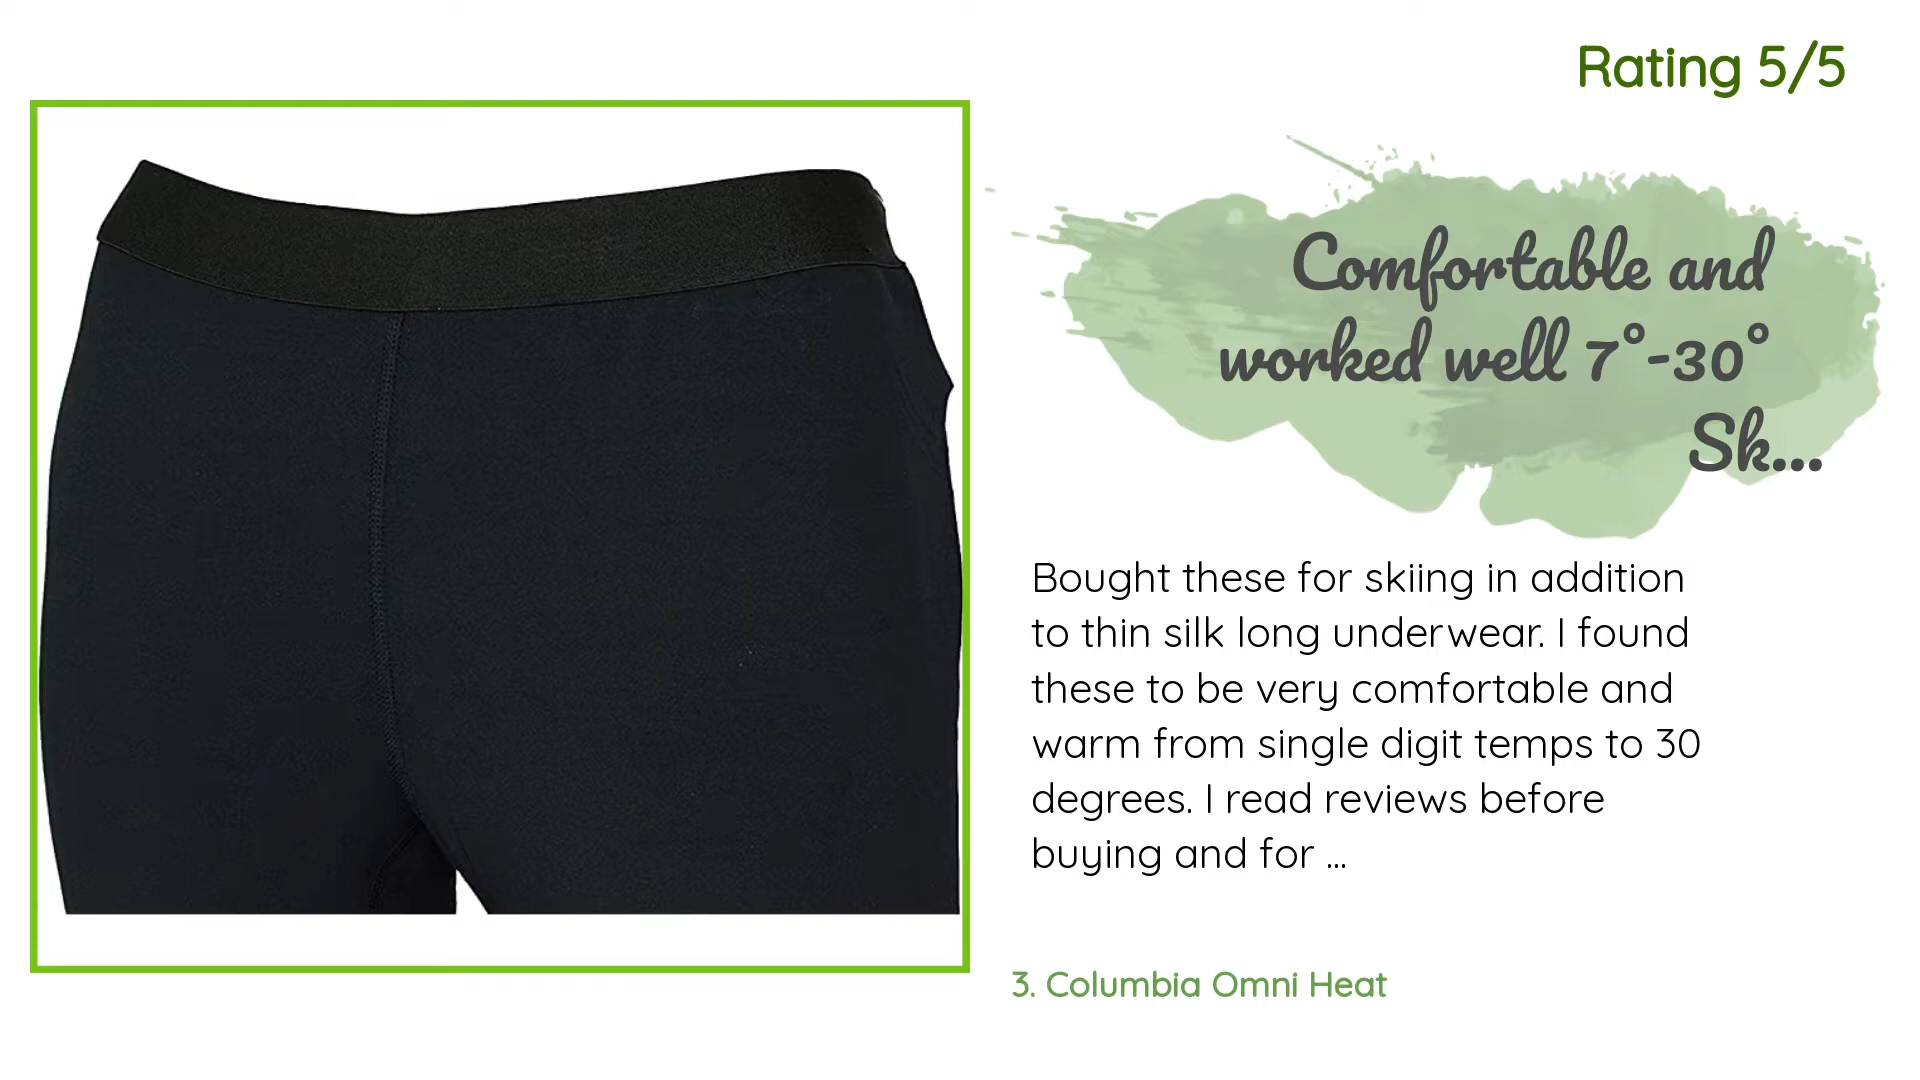 Rating 5/5
Comfortable and
worked well 7°-30°
Sk...
Bought these for skiing in addition
to thin silk long underwear. I found
these to be very comfortable and
warm from single digit temps to 30
degrees. I read reviews before
buying and for ...
3. Columbia Omni Heat